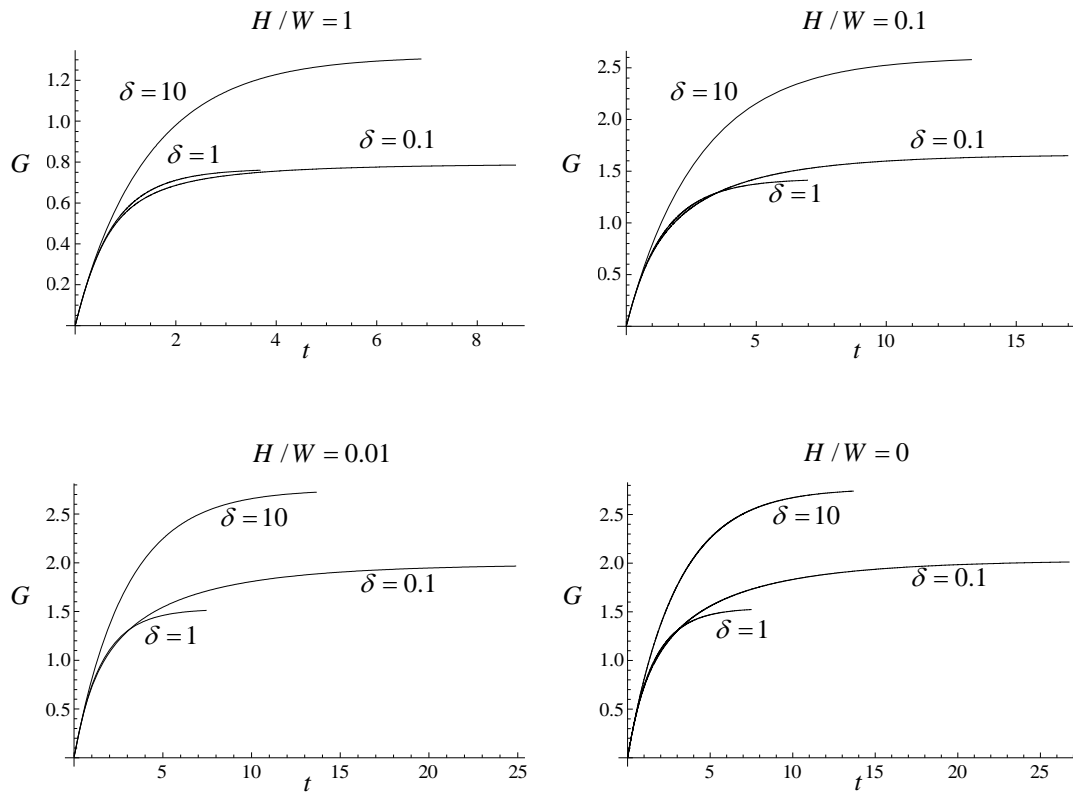 H / W = 1
δ = 10
δ = 1
δ = 0.1
G
1.2
1.0
0.8
0.6
0.4
0.2
2 4 6 8
t
H / W = 0.1
δ = 10
δ = 0.1
δ = 1
G
2.5
2.0
1.5
1.0
0.5
5 10 15
t
H / W = 0.01
δ = 10
δ = 0.1
δ = 1
G
2.5
2.0
1.5
1.0
0.5
5 10 15 20 25
t
H / W = 0
δ = 10
δ = 0.1
δ = 1
G
2.5
2.0
1.5
1.0
0.5
5 10 15 20 25
t